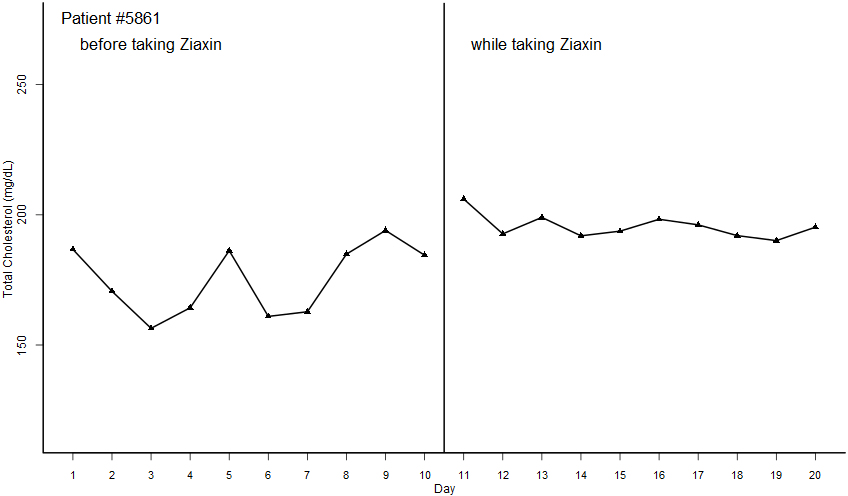 Patient #5861
before taking Ziaxin
while taking Ziaxin
250
200
150
Total Cholesterol (mg/dL)
1 2 3 4 5 6 7 8 9 10 11 12 13 14 15 16 17 18 19 20
Day